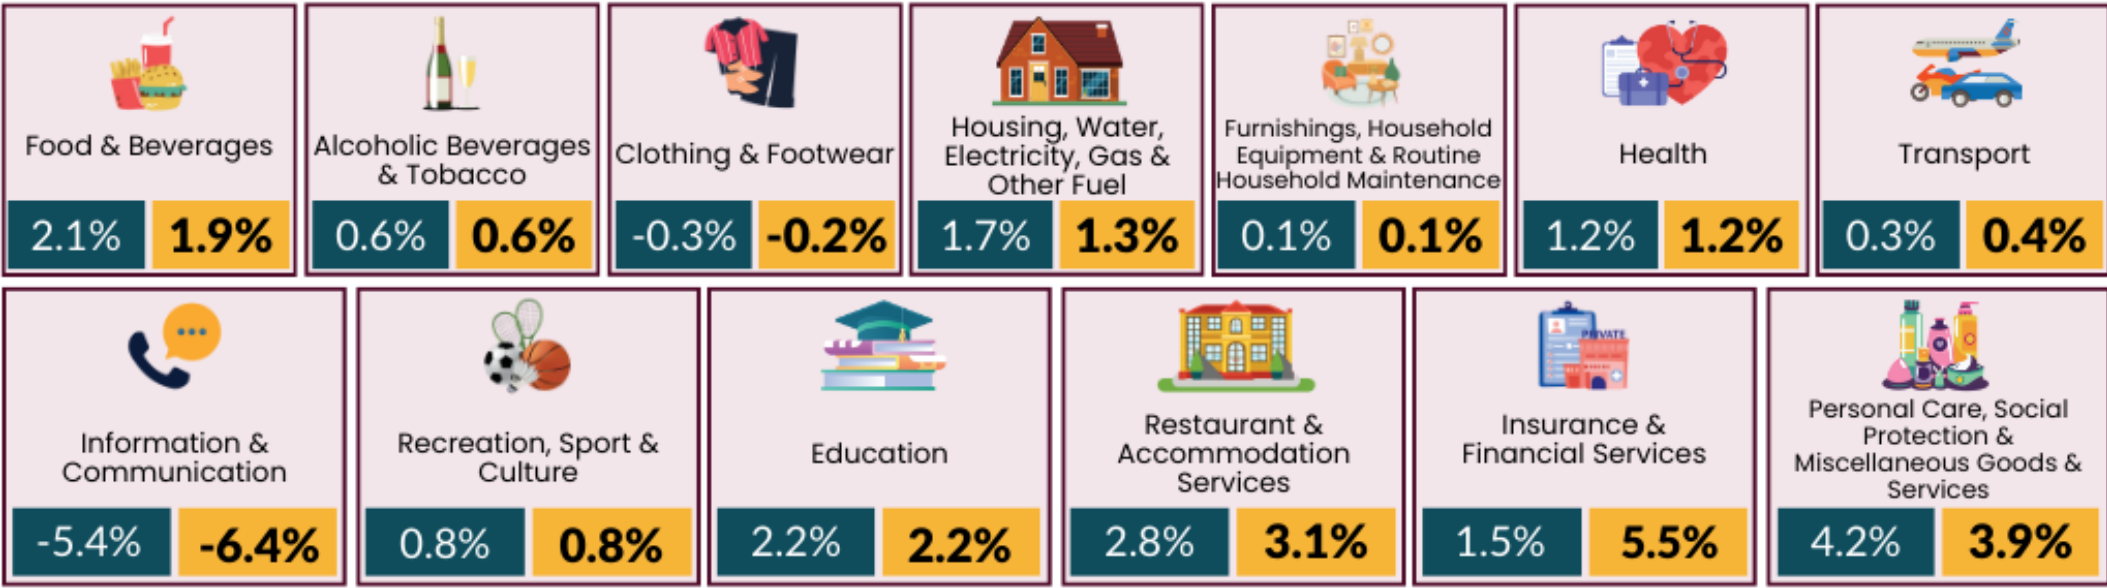 Food & Beverages
2.1%
1.9%
Alcoholic Beverages
& Tobacco
0.6%
0.6%
Clothing & Footwear
-0.3%
-0.2%
Housing, Water,
Electricity, Gas &
Other Fuel
1.7%
1.3%
Furnishings, Household
Equipment & Routine
Household Maintenance
0.1%
0.1%
Health
1.2%
1.2%
Transport
0.3%
0.4%
Information &
Communication
-5.4%
-6.4%
Recreation, Sport &
Culture
0.8%
0.8%
Education
2.2%
2.2%
Restaurant &
Accommodation
Services
2.8%
3.1%
PRIVATE
Insurance &
Financial Services
1.5%
5.5%
Personal Care, Social
Protection &
Miscellaneous Goods &
Services
4.2%
3.9%